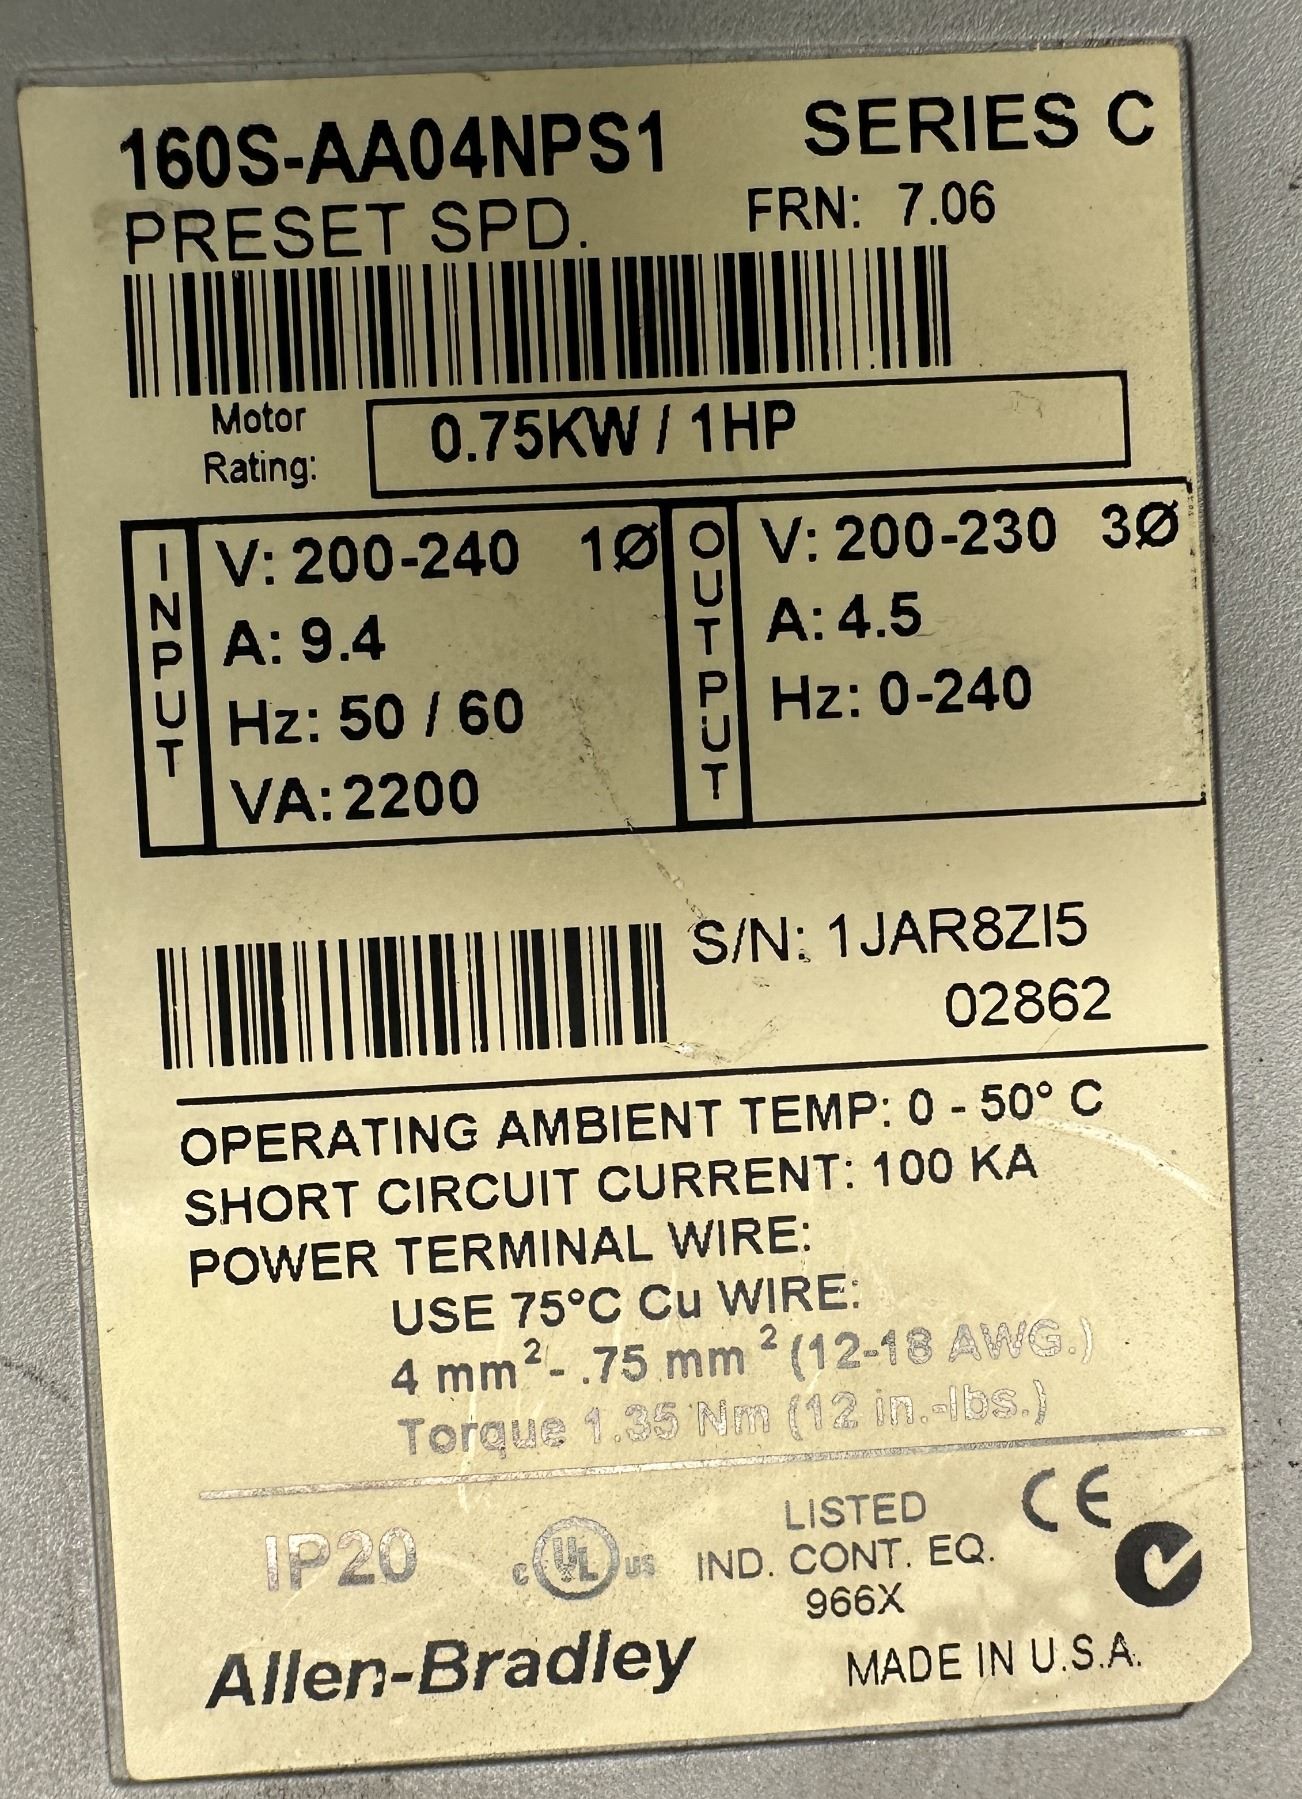 160S-AA04NPS1 SERIES C
PRESET SPD. FRN: 7.06
Motor Rating: 0.75KW / 1HP
INPUT
V: 200-240 1Ø
A: 9.4
Hz: 50 / 60
VA: 2200
OUTPUT
V: 200-230 3Ø
A: 4.5
Hz: 0-240
S/N: 1JAR8ZI5
02862
OPERATING AMBIENT TEMP: 0 - 50° C
SHORT CIRCUIT CURRENT: 100 KA
POWER TERMINAL WIRE:
USE 75°C Cu WIRE:
4 mm²- .75 mm ² (12-18 AWG.)
Torque 1.35 Nm (12 in.-lbs.)
IP20
c UL us
LISTED
IND. CONT. EQ.
966X
CE
Allen-Bradley
MADE IN U.S.A.